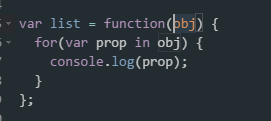 var list = function(obj) {
for(var prop in obj) {
console.log(prop);
}
};